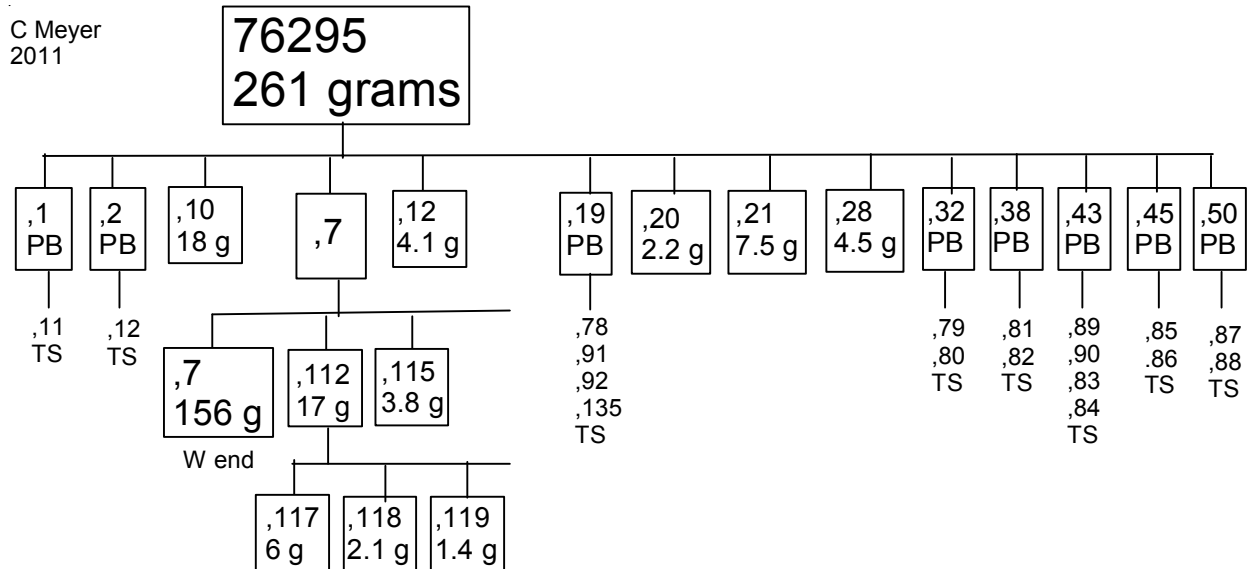 C Meyer
2011
76295
261 grams
,1
PB
,2
PB
,10
18 g
,7
,12
4.1 g
,19
PB
,20
2.2 g
,21
7.5 g
,28
4.5 g
,32
PB
,38
PB
,43
PB
,45
PB
,50
PB
,11
TS
,12
TS
,78
,91
,92
,135
TS
,79
,80
TS
,81
,82
TS
,89
,90
,83
,84
TS
,85
.86
TS
,87
,88
TS
,7
156 g
W end
,112
17 g
,115
3.8 g
,117
6 g
,118
2.1 g
,119
1.4 g